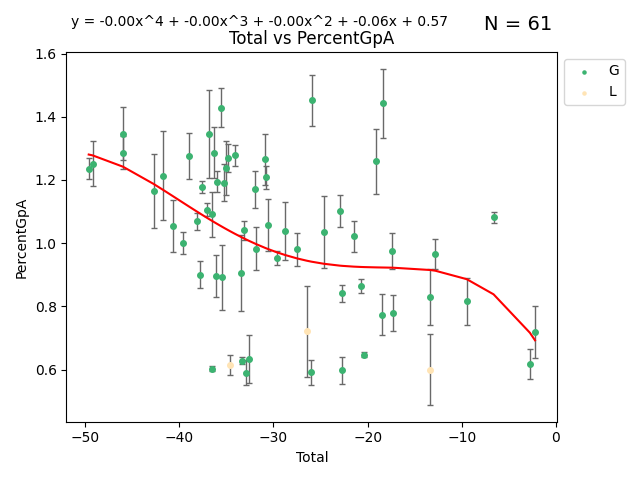 y = -0.00x^4 + -0.00x^3 + -0.00x^2 + -0.06x + 0.57
N = 61
Total vs PercentGpA
G
L
PercentGpA
1.6
1.4
1.2
1.0
0.8
0.6
−50 −40 −30 −20 −10 0
Total